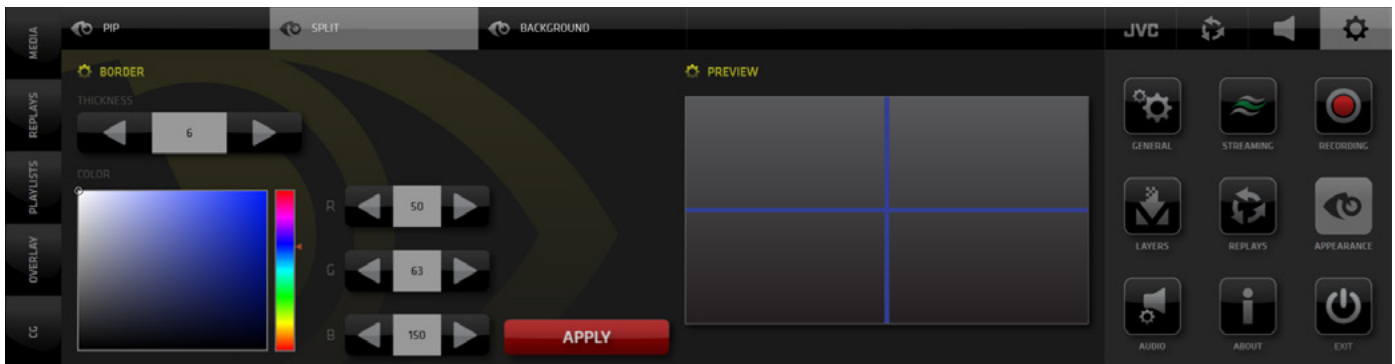 MEDIA
REPLAYS
PLAYLISTS
OVERLAY
CG
PIP
SPLIT
BACKGROUND
JVC
BORDER
THICKNESS
6
COLOR
R
50
G
63
B
150
APPLY
PREVIEW
GENERAL
STREAMING
RECORDING
LAYERS
REPLAYS
APPEARANCE
AUDIO
ABOUT
EXIT